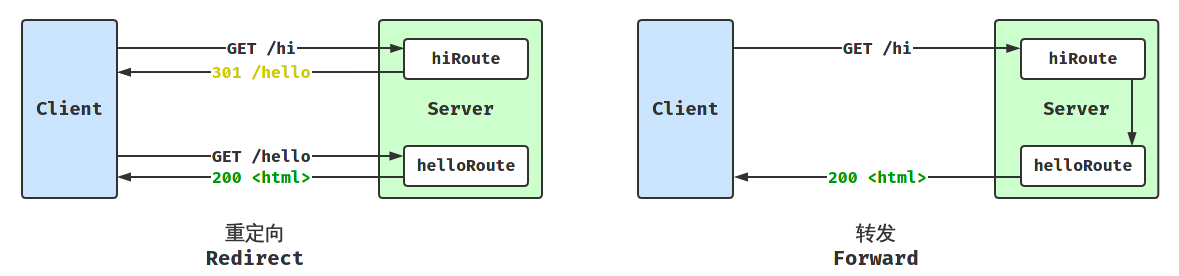 GET /hi
hiRoute
301 /hello
Client
Server
GET /hello
helloRoute
200 <html>
重定向
Redirect
GET /hi
hiRoute
Client
Server
helloRoute
200 <html>
转发
Forward